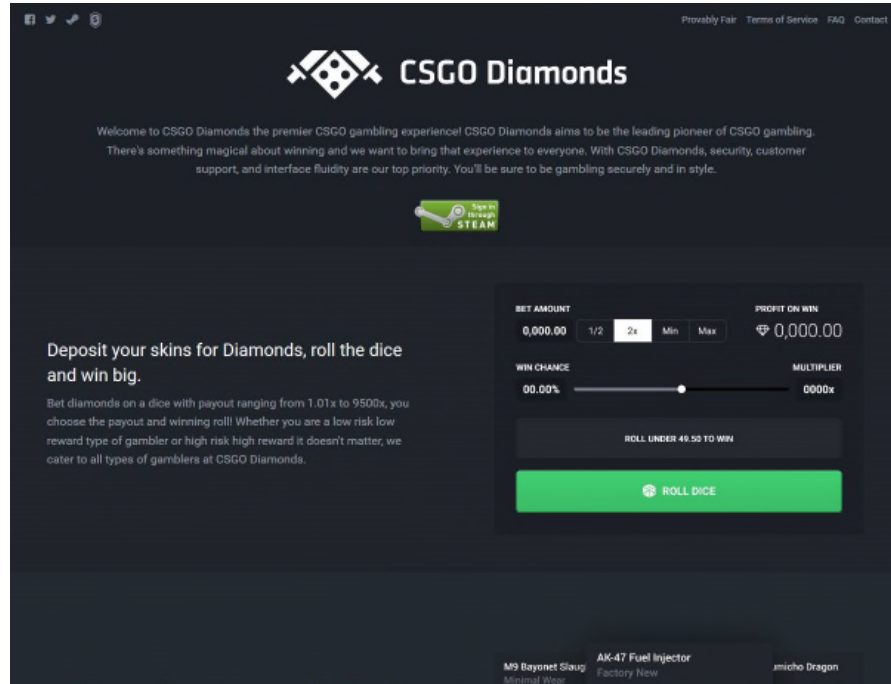 Provably Fair Terms of Service FAQ Contact
CSGO Diamonds
Welcome to CSGO Diamonds the premier CSGO gambling experience! CSGO Diamonds aims to be the leading pioneer of CSGO gambling.
There's something magical about winning and we want to bring that experience to everyone. With CSGO Diamonds, security, customer
support, and interface fluidity are our top priority. You'll be sure to be gambling securely and in style.
Sign in
through
STEAM
BET AMOUNT PROFIT ON WIN
0,000.00 1/2 2x Min Max 0,000.00
WIN CHANCE MULTIPLIER
00.00% 0000x
ROLL UNDER 49.50 TO WIN
ROLL DICE
Deposit your skins for Diamonds, roll the dice
and win big.
Bet diamonds on a dice with payout ranging from 1.01x to 9500x, you
choose the payout and winning roll! Whether you are a low risk low
reward type of gambler or high risk high reward it doesn't matter, we
cater to all types of gamblers at CSGO Diamonds.
M9 Bayonet Slaug
Minimal Wear
AK-47 Fuel Injector
Factory New
umicho Dragon